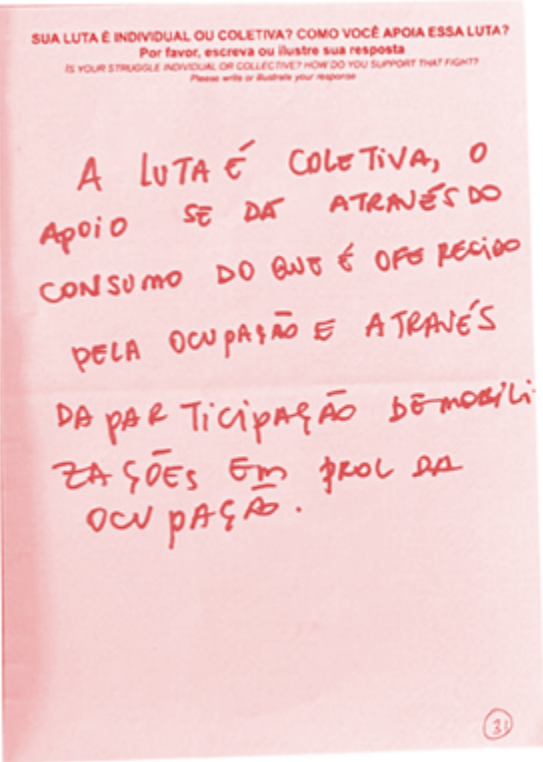 SUA LUTA É INDIVIDUAL OU COLETIVA? COMO VOCÊ APOIA ESSA LUTA?
Por favor, escreva ou ilustre sua resposta
IS YOUR STRUGGLE INDIVIDUAL OR COLLECTIVE? HOW DO YOU SUPPORT THAT FIGHT?
Please write or illustrate your response
A LUTA É COLETIVA, O
APOIO SE DÁ ATRAVÉS DO
CONSUMO DO QUE É OFERECIDO
PELA OCUPAÇÃO E ATRAVÉS
DA PARTICIPAÇÃO DE MOBILI-
ZAÇÕES EM PROL DA
OCUPAÇÃO.
31